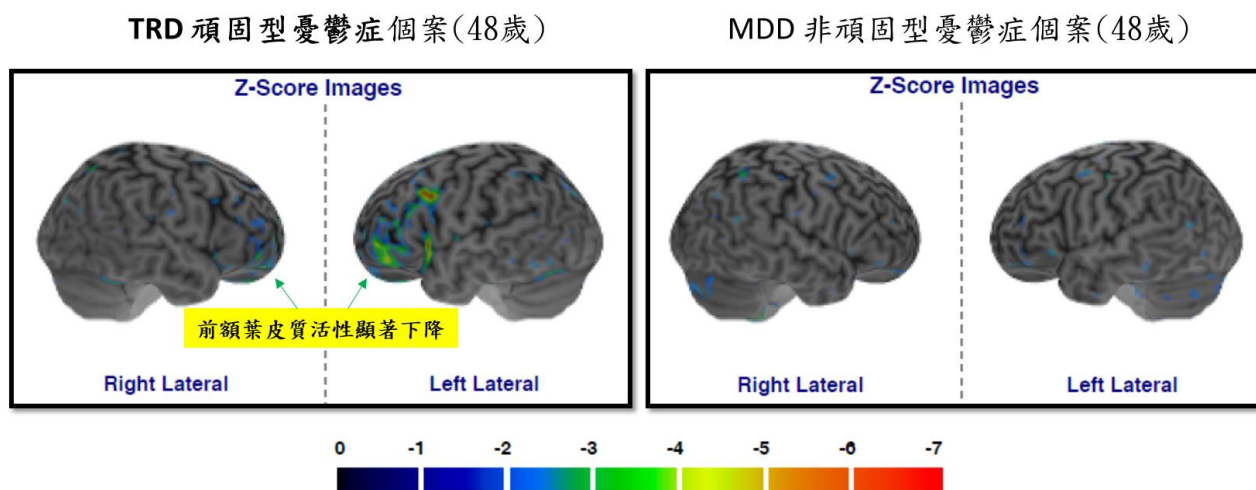 TRD 頑固型憂鬱症個案(48歲)
Z-Score Images
前額葉皮質活性顯著下降
Right Lateral
Left Lateral
MDD 非頑固型憂鬱症個案(48歲)
Z-Score Images
Right Lateral
Left Lateral
0 -1 -2 -3 -4 -5 -6 -7